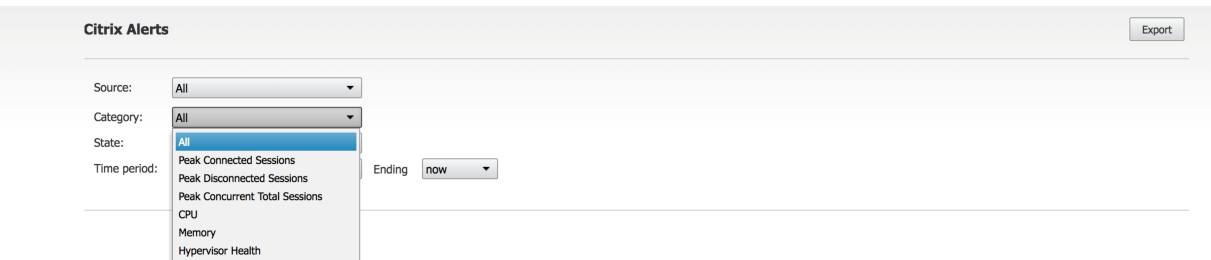 Citrix Alerts
Export
Source: All
Category: All
State:
All
Time period:
Peak Connected Sessions
Ending now
Peak Disconnected Sessions
Peak Concurrent Total Sessions
CPU
Memory
Hypervisor Health